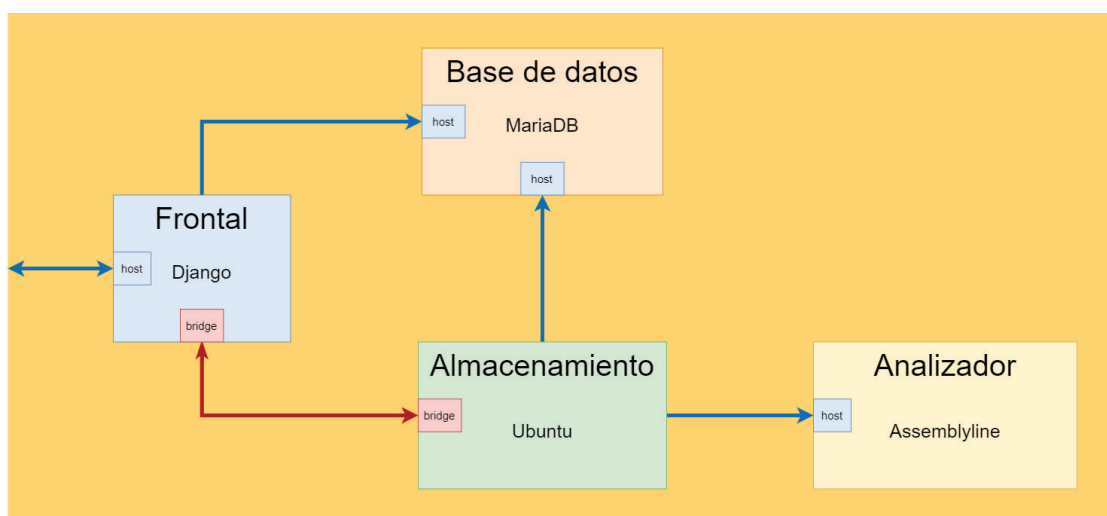 Base de datos
host
MariaDB
host
Frontal
host
Django
bridge
Almacenamiento
bridge
Ubuntu
Analizador
host
Assemblyline